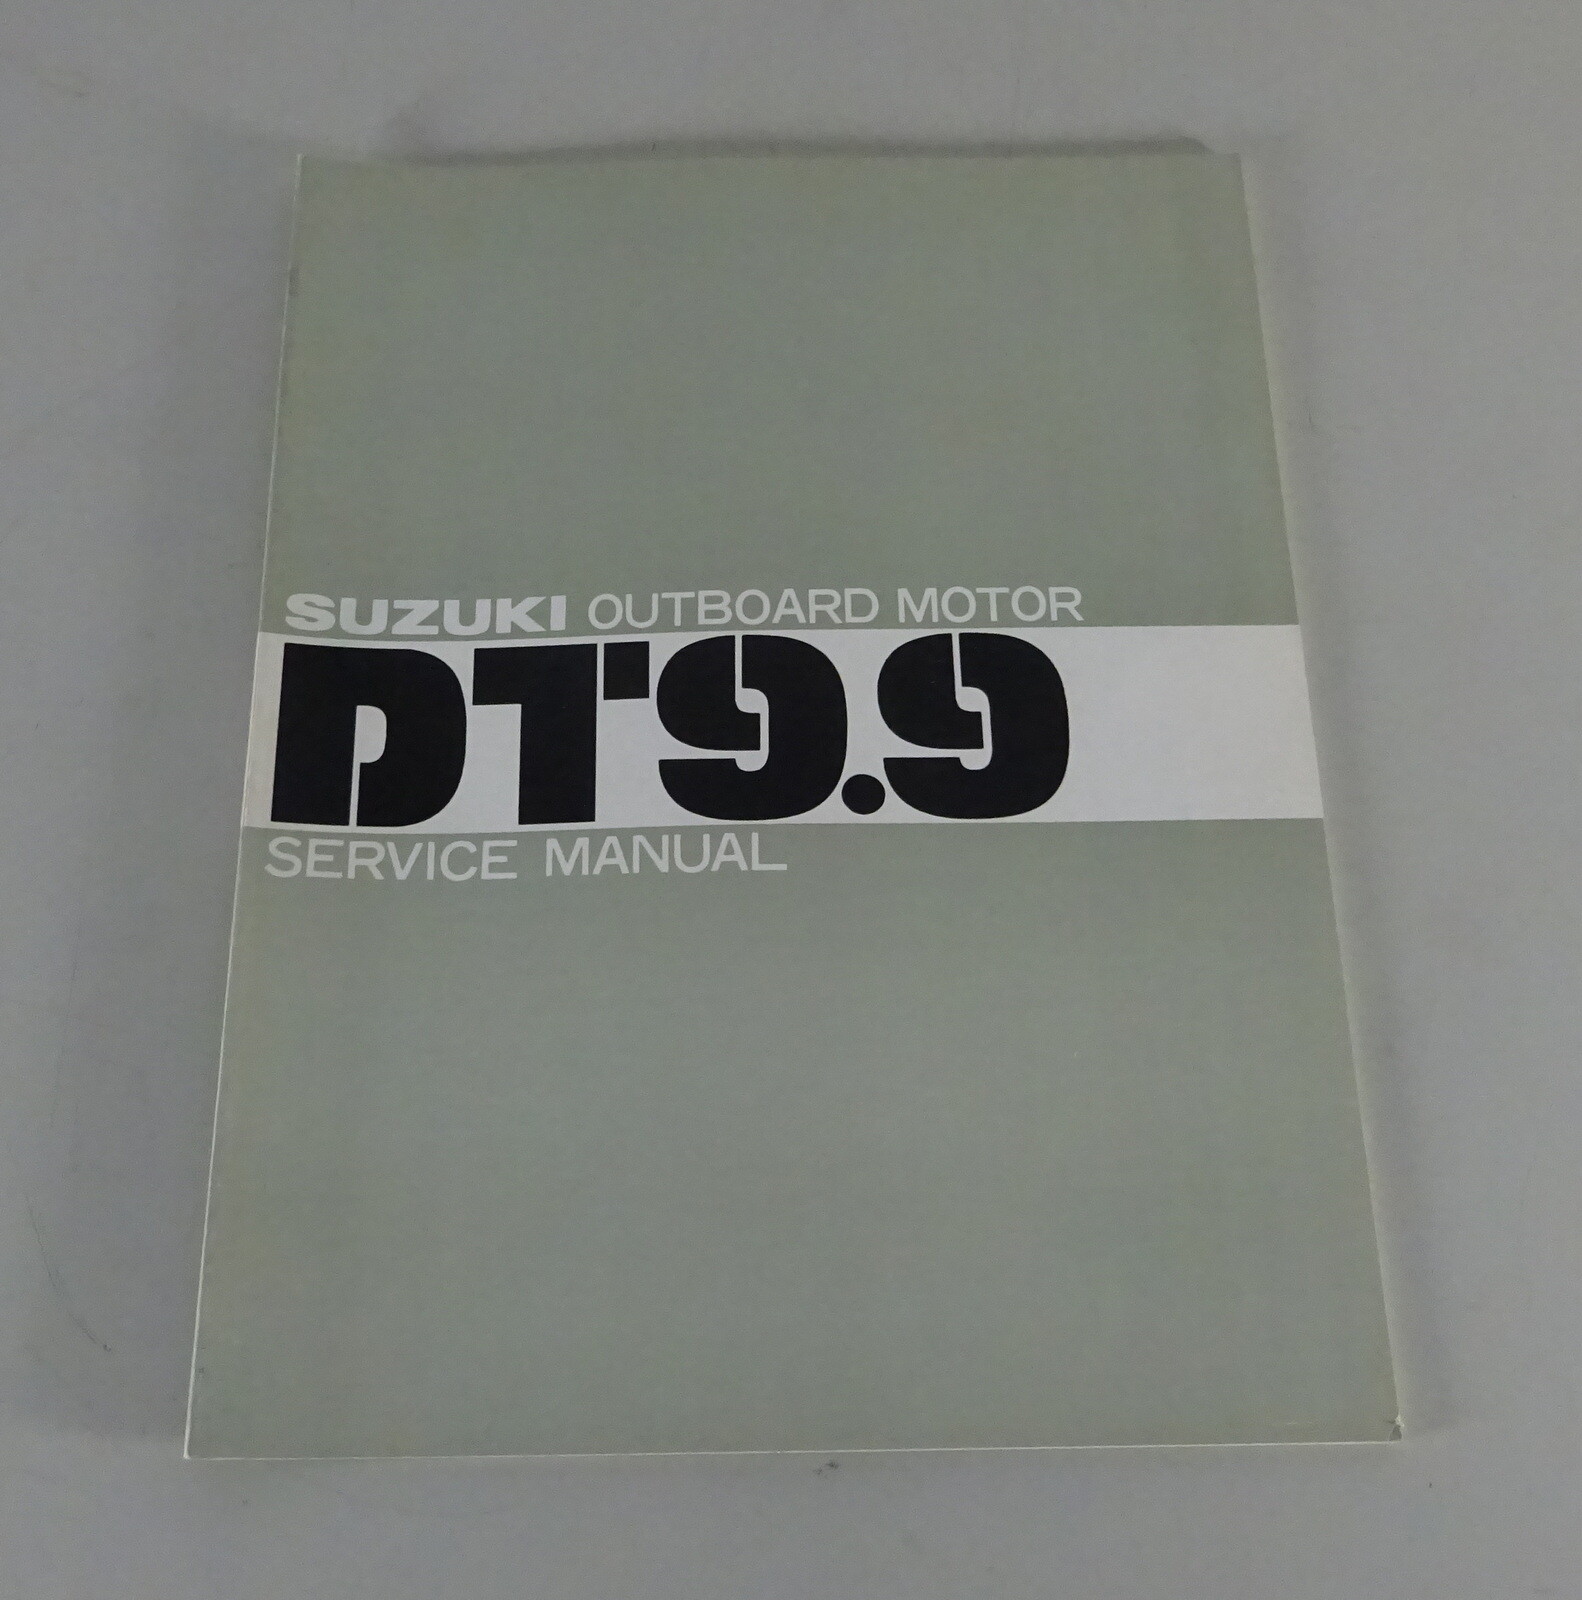 SUZUKI OUTBOARD MOTOR
DT9.9
SERVICE MANUAL